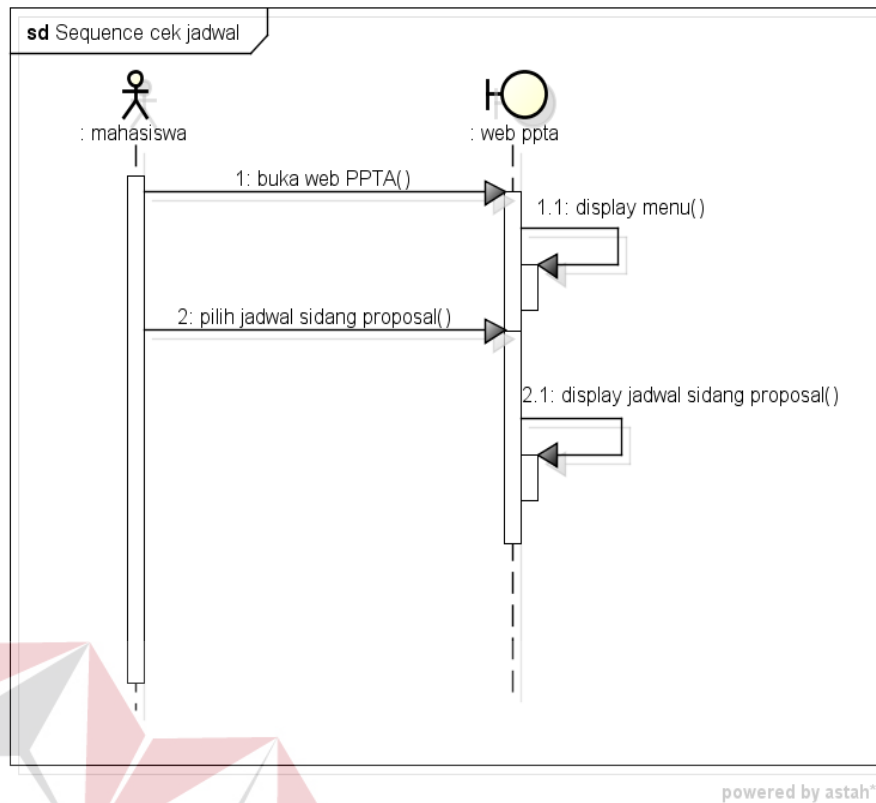 sd Sequence cek jadwal
: mahasiswa
: web ppta
1: buka web PPTA()
1.1: display menu()
2: pilih jadwal sidang proposal()
2.1: display jadwal sidang proposal()
powered by astah*